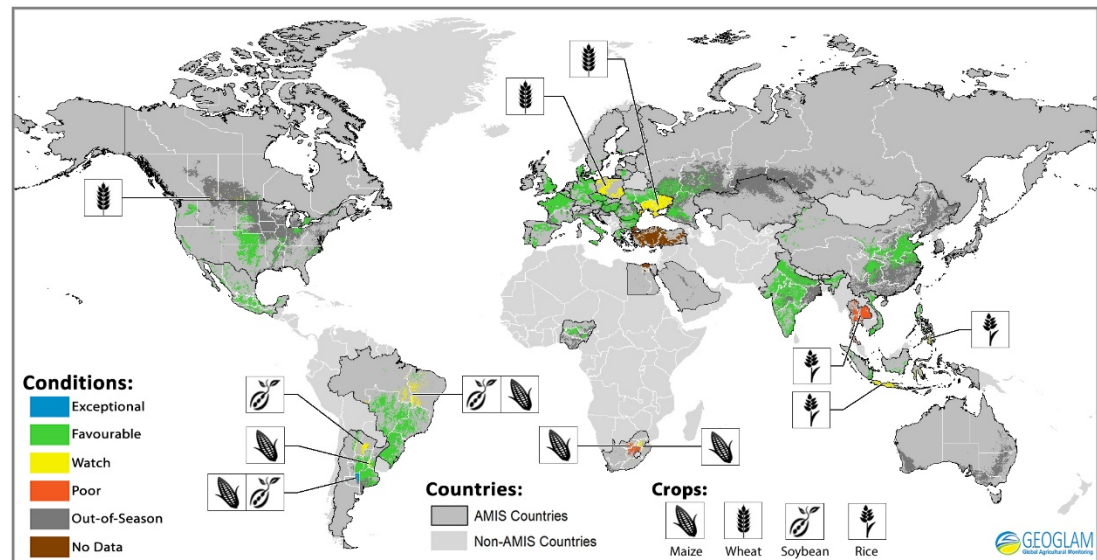 Conditions:
Exceptional
Favourable
Watch
Poor
Out-of-Season
No Data
Countries:
AMIS Countries
Non-AMIS Countries
Crops:
Maize
Wheat
Soybean
Rice
GEOGLAM
Global Agricultural Monitoring